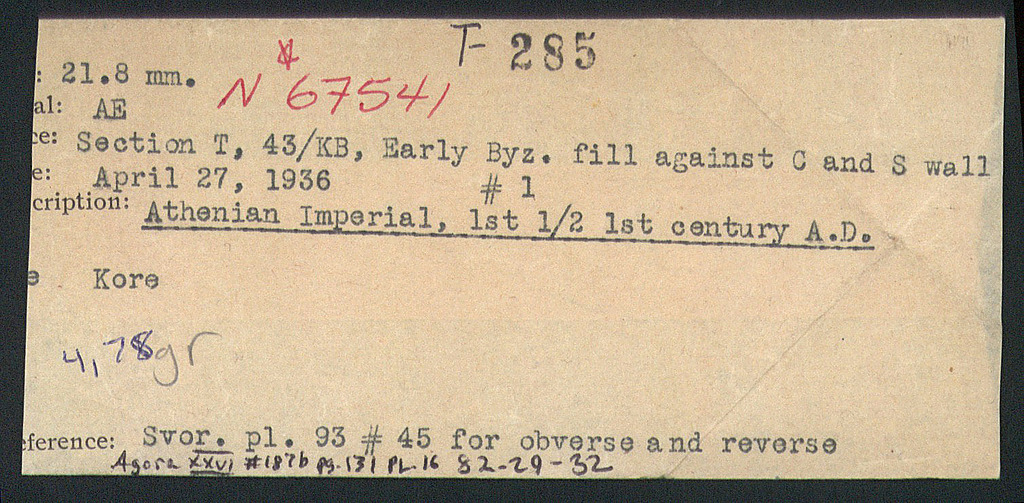 T- 285
: 21.8 mm.
* N 67541
al: AE
ce: Section T, 43/KB, Early Byz. fill against C and S wall
e: April 27, 1936 # 1
cription: Athenian Imperial, 1st 1/2 1st century A.D.
e Kore
4,78gr
eference: Svor. pl. 93 # 45 for obverse and reverse
Agora XXVI #187b pg.131 PL.16 82-29-32